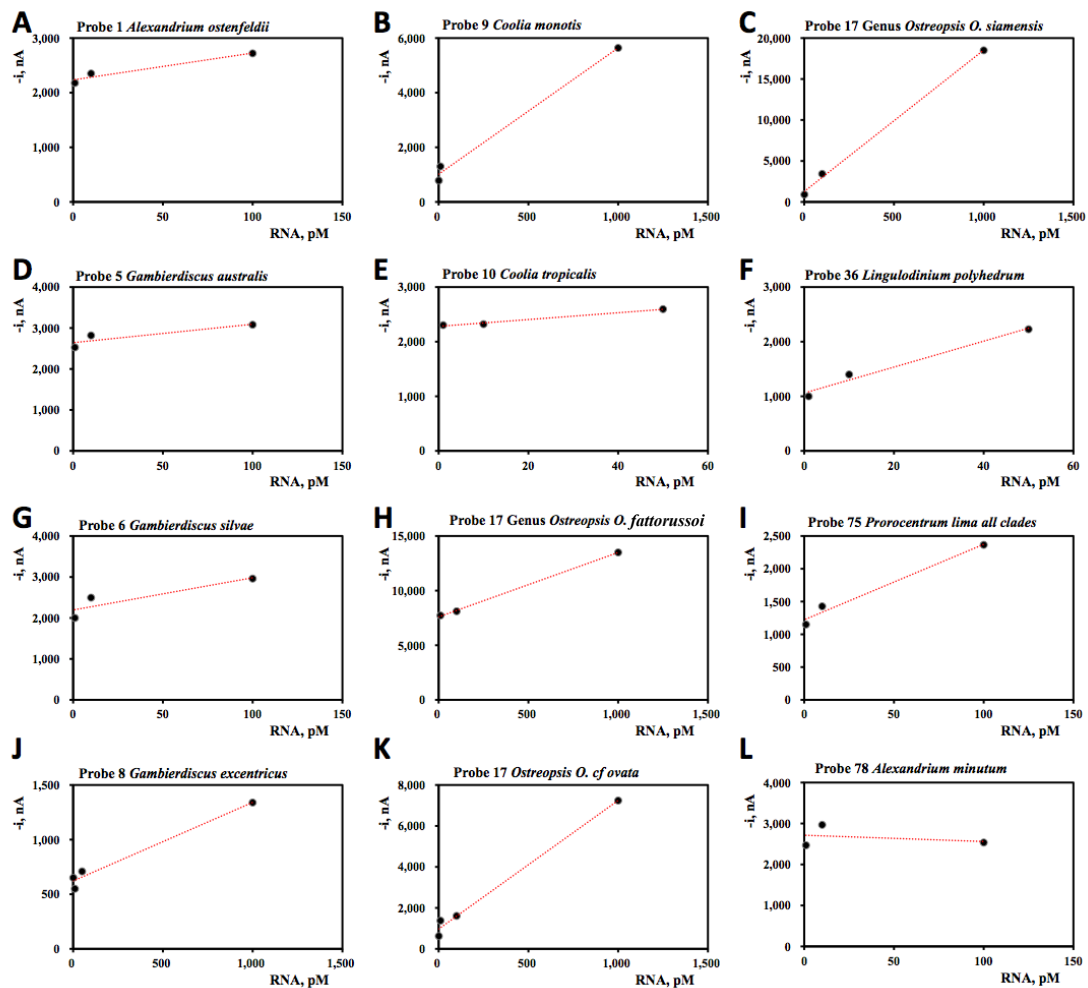 A
Probe 1 Alexandrium ostenfeldii
3,000
2,000
1,000
0
-i, nA
0 50 100 150
RNA, pM
B
Probe 9 Coolia monotis
6,000
4,000
2,000
0
-i, nA
0 500 1,000 1,500
RNA, pM
C
Probe 17 Genus Ostreopsis O. siamensis
20,000
15,000
10,000
5,000
0
-i, nA
0 500 1,000 1,500
RNA, pM
D
Probe 5 Gambierdiscus australis
4,000
3,000
2,000
1,000
0
-i, nA
0 50 100 150
RNA, pM
E
Probe 10 Coolia tropicalis
3,000
2,000
1,000
0
-i, nA
0 20 40 60
RNA, pM
F
Probe 36 Lingulodinium polyhedrum
3,000
2,000
1,000
0
-i, nA
0 20 40 60
RNA, pM
G
Probe 6 Gambierdiscus silvae
4,000
3,000
2,000
1,000
0
-i, nA
0 50 100 150
RNA, pM
H
Probe 17 Genus Ostreopsis O. fattorussoi
15,000
10,000
5,000
0
-i, nA
0 500 1,000 1,500
RNA, pM
I
Probe 75 Prorocentrum lima all clades
2,500
2,000
1,500
1,000
500
0
-i, nA
0 50 100 150
RNA, pM
J
Probe 8 Gambierdiscus excentricus
1,500
1,000
500
0
-i, nA
0 500 1,000 1,500
RNA, pM
K
Probe 17 Ostreopsis O. cf ovata
8,000
6,000
4,000
2,000
0
-i, nA
0 500 1,000 1,500
RNA, pM
L
Probe 78 Alexandrium minutum
4,000
3,000
2,000
1,000
0
-i, nA
0 50 100 150
RNA, pM